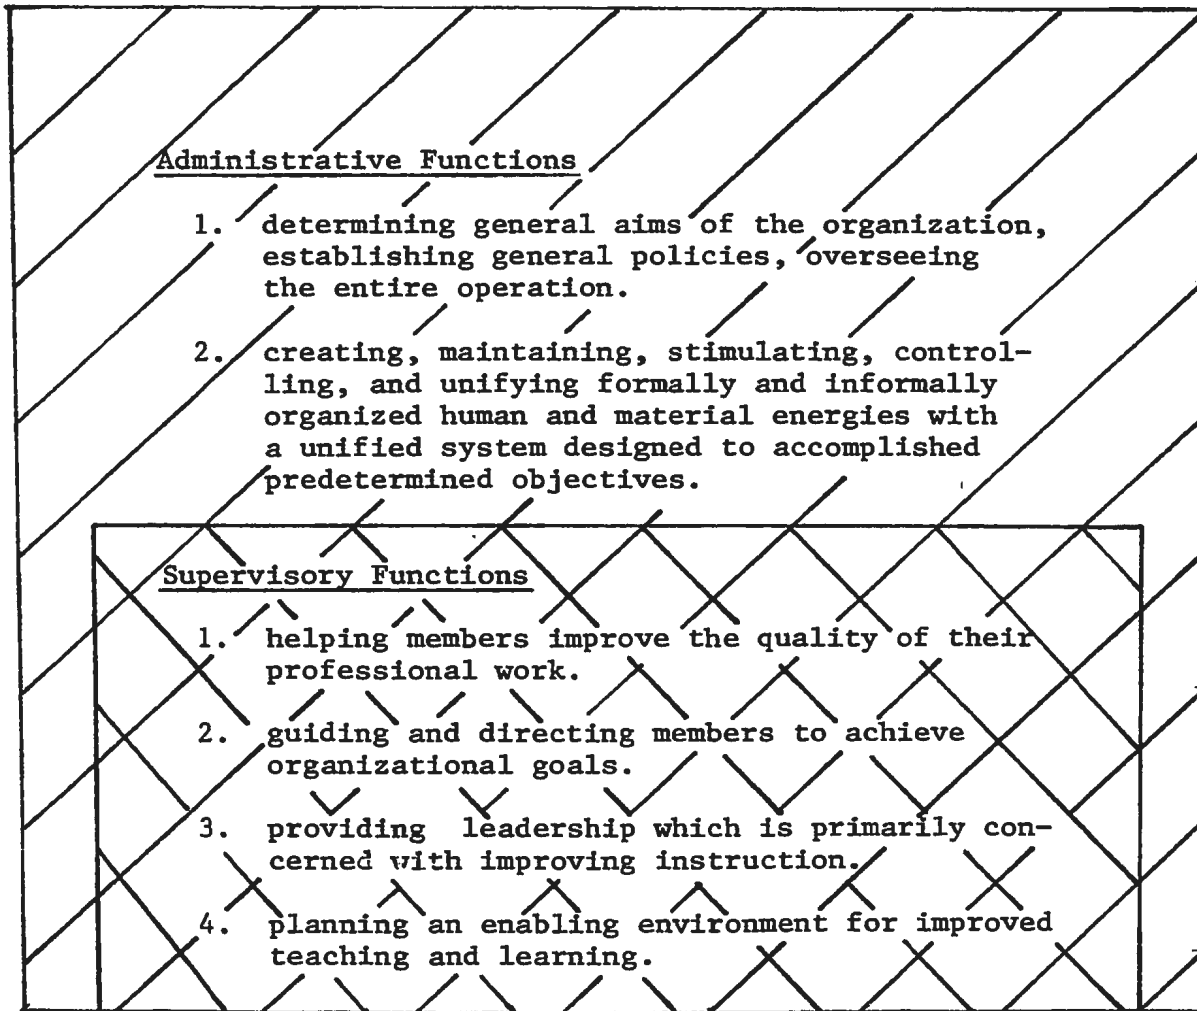 Administrative Functions
1. determining general aims of the organization,
establishing general policies, overseeing
the entire operation.
2. creating, maintaining, stimulating, control-
ling, and unifying formally and informally
organized human and material energies with
a unified system designed to accomplished
predetermined objectives.
Supervisory Functions
1. helping members improve the quality of their
professional work.
2. guiding and directing members to achieve
organizational goals.
3. providing leadership which is primarily con-
cerned with improving instruction.
4. planning an enabling environment for improved
teaching and learning.